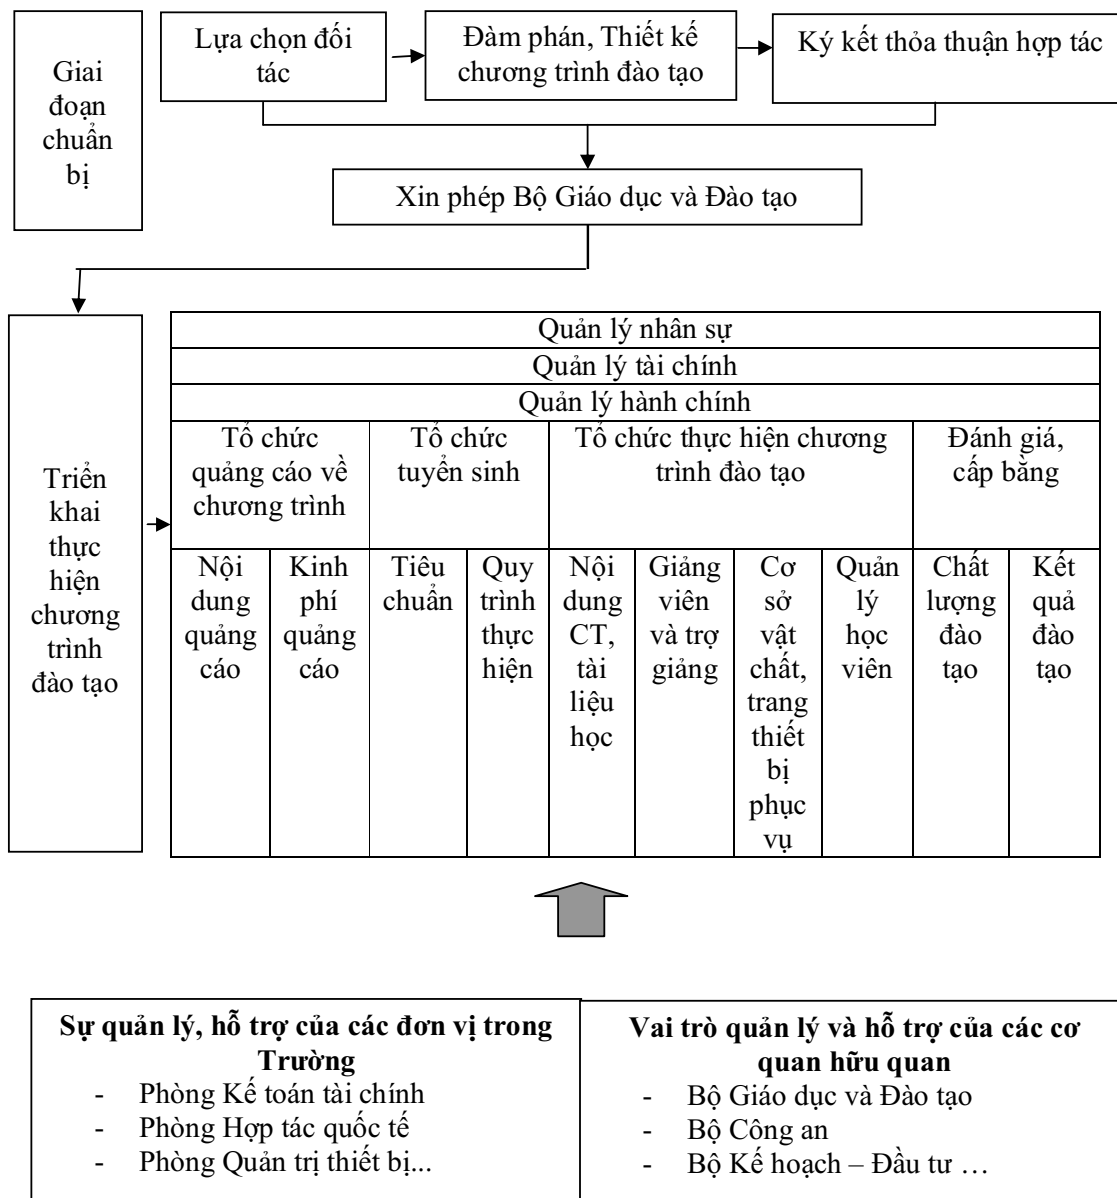 Giai
đoạn
chuẩn
bị
Lựa chọn đối
tác
Đàm phán, Thiết kế
chương trình đào tạo
Ký kết thỏa thuận hợp tác
Xin phép Bộ Giáo dục và Đào tạo
Triển
khai
thực
hiện
chương
trình
đào tạo
Quản lý nhân sự
Quản lý tài chính
Quản lý hành chính
Tổ chức
quảng cáo về
chương trình
Tổ chức
tuyển sinh
Tổ chức thực hiện chương
trình đào tạo
Đánh giá,
cấp bằng
Nội
dung
quảng
cáo
Kinh
phí
quảng
cáo
Tiêu
chuẩn
Quy
trình
thực
hiện
Nội
dung
CT,
tài
liệu
học
Giảng
viên
và trợ
giảng
Cơ
sở
vật
chất,
trang
thiết
bị
phục
vụ
Quản
lý
học
viên
Chất
lượng
đào
tạo
Kết
quả
đào
tạo
Sự quản lý, hỗ trợ của các đơn vị trong
Trường
- Phòng Kế toán tài chính
- Phòng Hợp tác quốc tế
- Phòng Quản trị thiết bị...
Vai trò quản lý và hỗ trợ của các cơ
quan hữu quan
- Bộ Giáo dục và Đào tạo
- Bộ Công an
- Bộ Kế hoạch – Đầu tư …